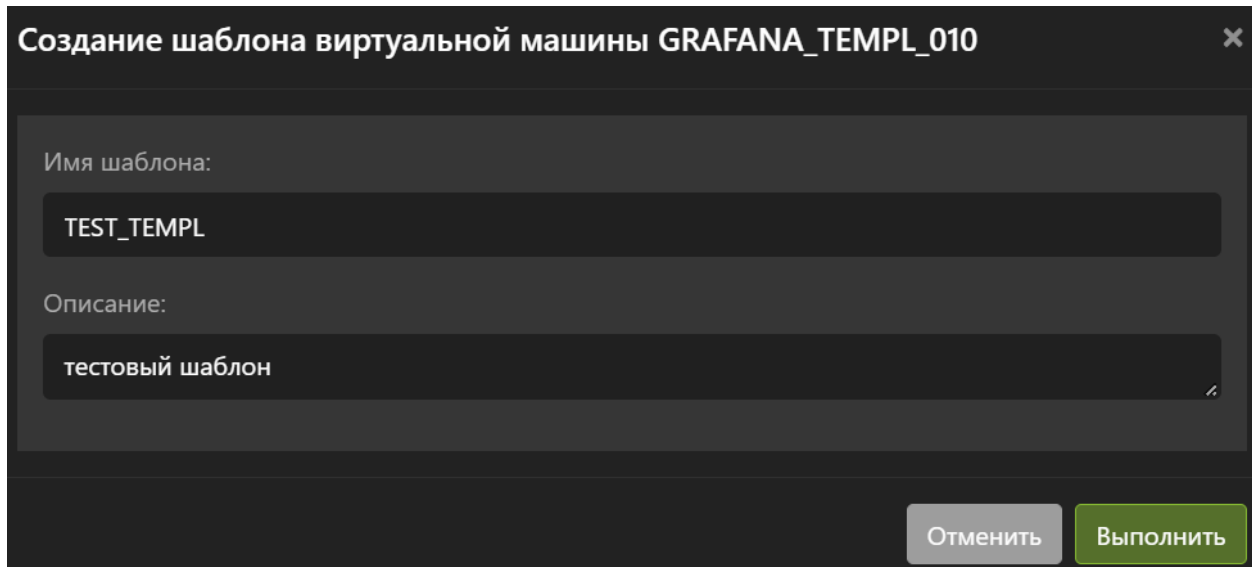 Создание шаблона виртуальной машины GRAFANA_TEMPL_010
Имя шаблона:
TEST_TEMPL
Описание:
тестовый шаблон
Отменить
Выполнить